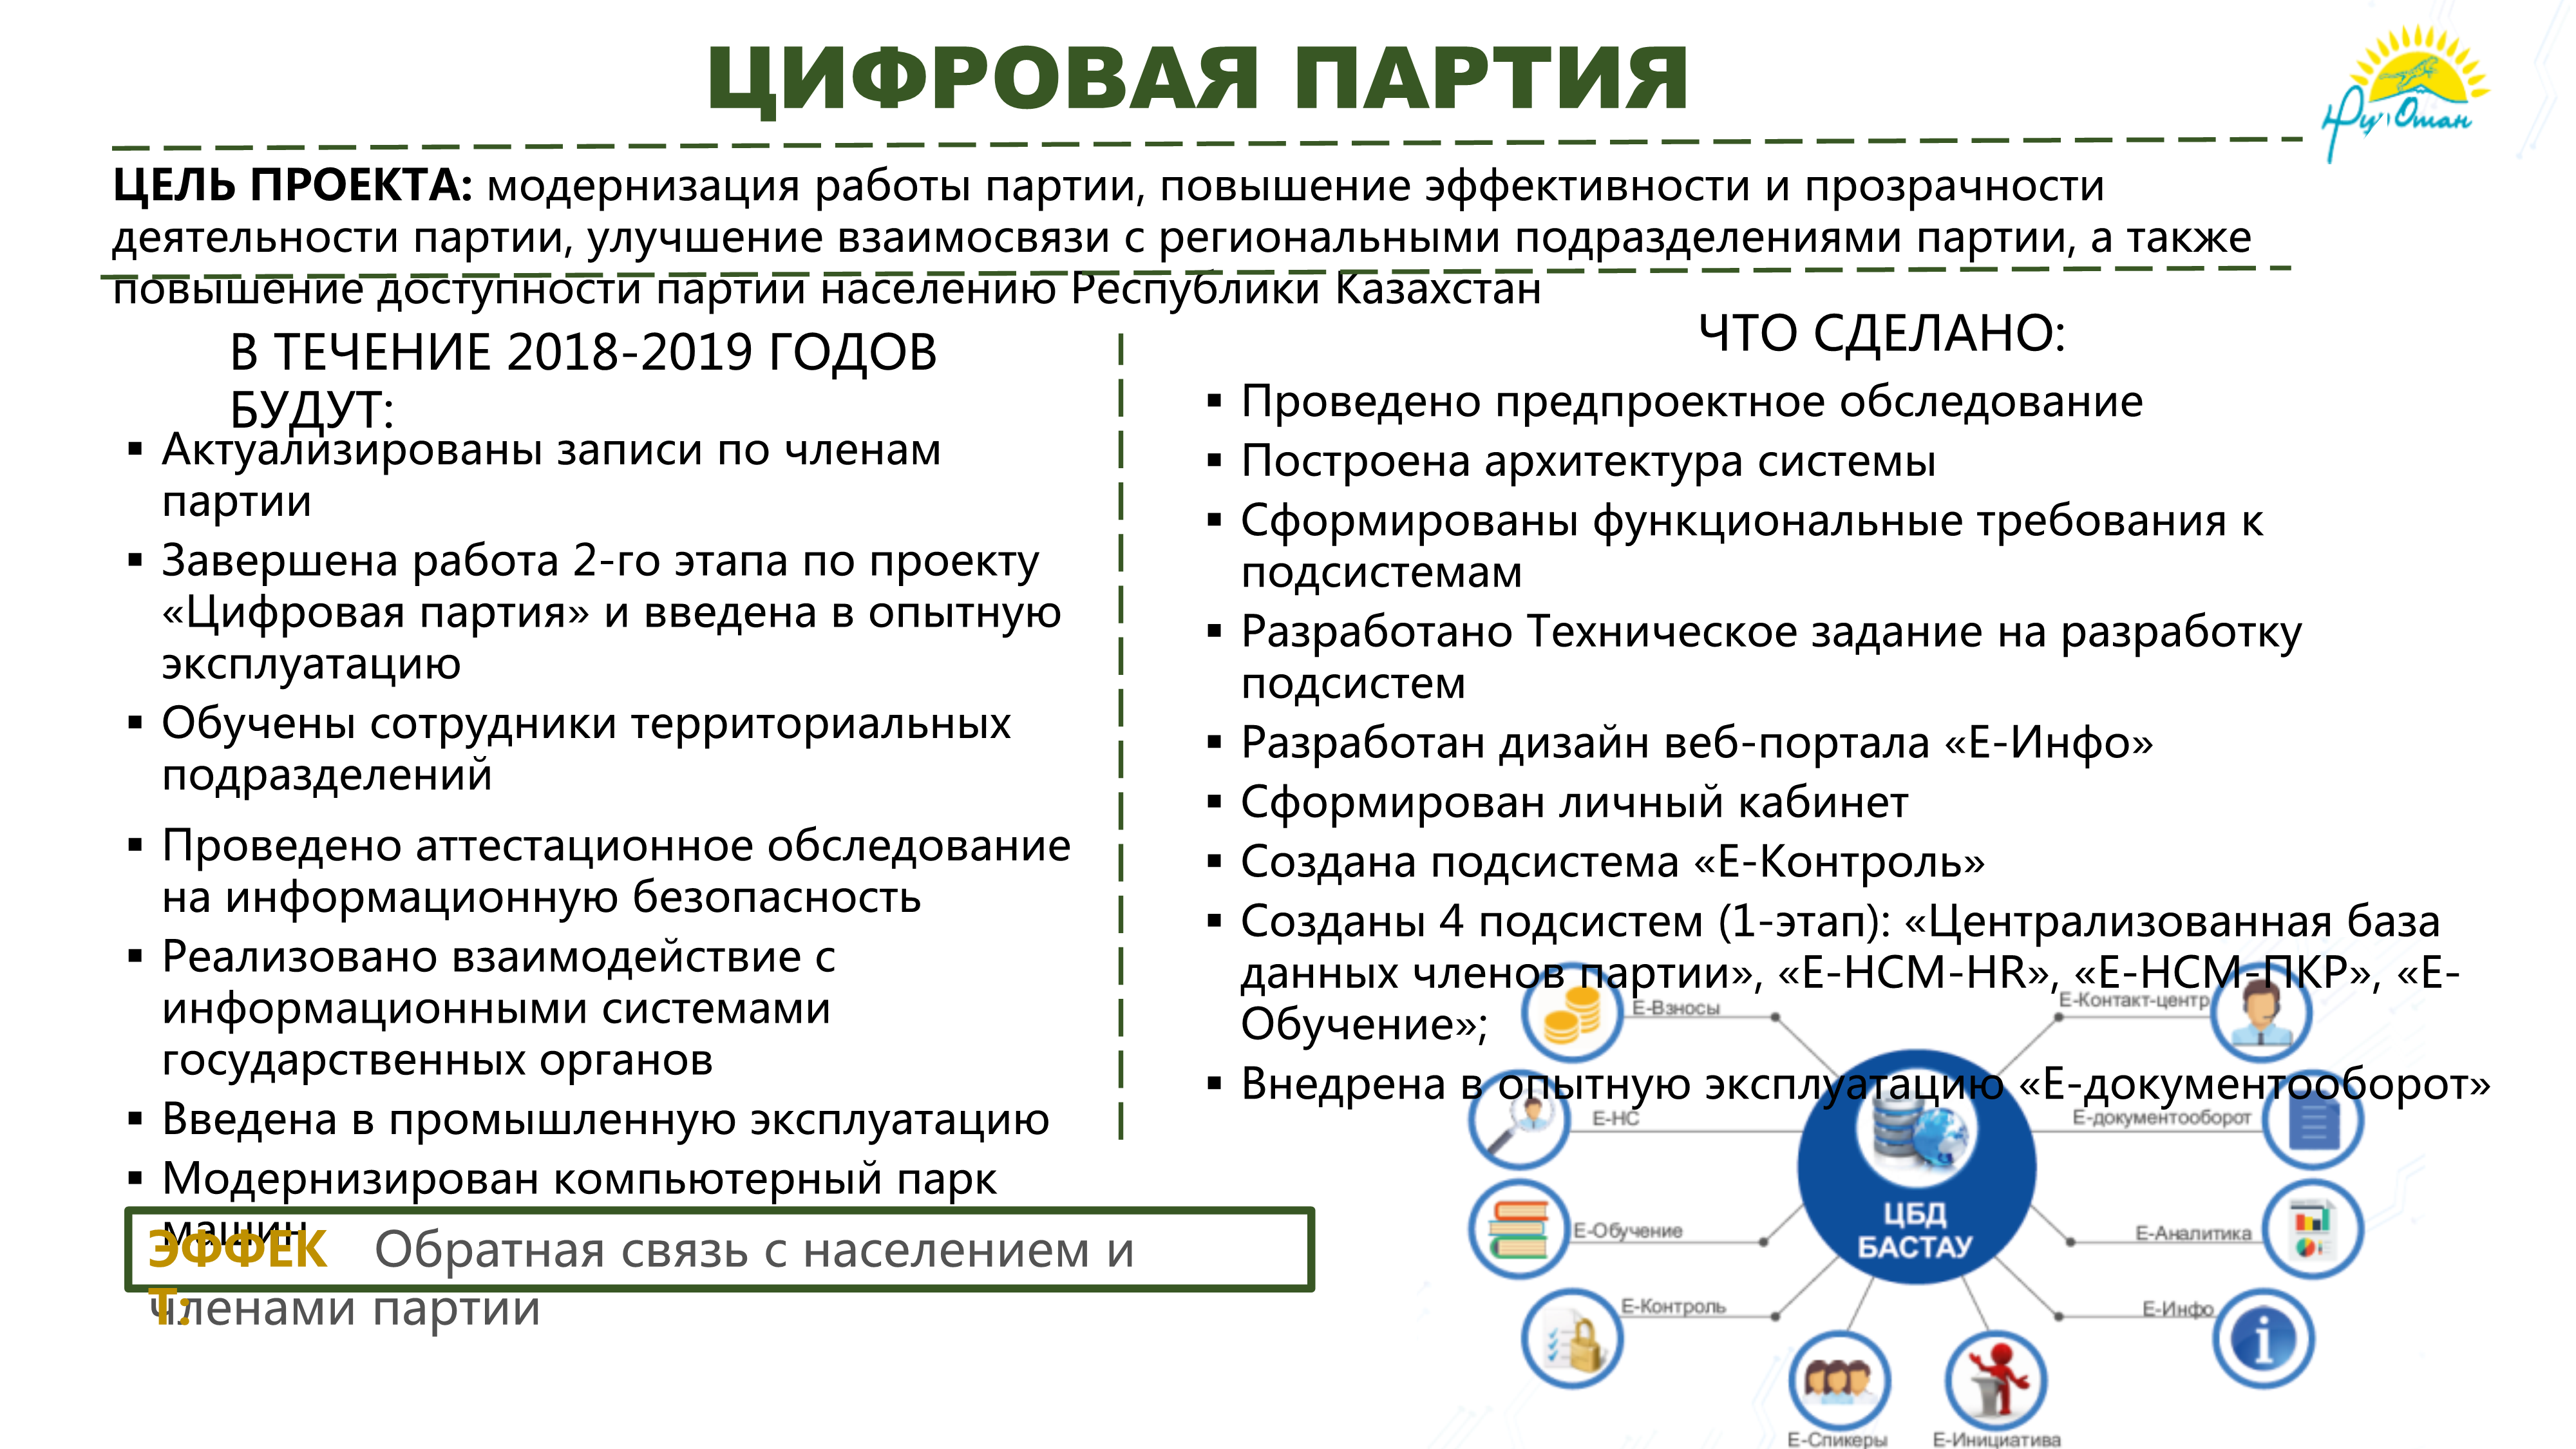 ЦИФРОВАЯ ПАРТИЯ
Нұр Отан
ЦЕЛЬ ПРОЕКТА: модернизация работы партии, повышение эффективности и прозрачности
деятельности партии, улучшение взаимосвязи с региональными подразделениями партии, а также
повышение доступности партии населению Республики Казахстан
В ТЕЧЕНИЕ 2018-2019 ГОДОВ
БУДУТ:
▪ Актуализированы записи по членам
партии
▪ Завершена работа 2-го этапа по проекту
«Цифровая партия» и введена в опытную
эксплуатацию
▪ Обучены сотрудники территориальных
подразделений
▪ Проведено аттестационное обследование
на информационную безопасность
▪ Реализовано взаимодействие с
информационными системами
государственных органов
▪ Введена в промышленную эксплуатацию
▪ Модернизирован компьютерный парк
машин
ЭФФЕК
Т:
Обратная связь с населением и
членами партии
ЧТО СДЕЛАНО:
▪ Проведено предпроектное обследование
▪ Построена архитектура системы
▪ Сформированы функциональные требования к
подсистемам
▪ Разработано Техническое задание на разработку
подсистем
▪ Разработан дизайн веб-портала «Е-Инфо»
▪ Сформирован личный кабинет
▪ Создана подсистема «Е-Контроль»
▪ Созданы 4 подсистем (1-этап): «Централизованная база
данных членов партии», «Е-НСМ-HR», «Е-НСМ-ПКР», «Е-
Обучение»;
▪ Внедрена в опытную эксплуатацию «Е-документооборот»
Е-Взносы
Е-Контакт-центр
Е-НС
Е-документооборот
ЦБД
БАСТАУ
Е-Обучение
Е-Аналитика
Е-Контроль
Е-Инфо
Е-Спикеры
Е-Инициатива